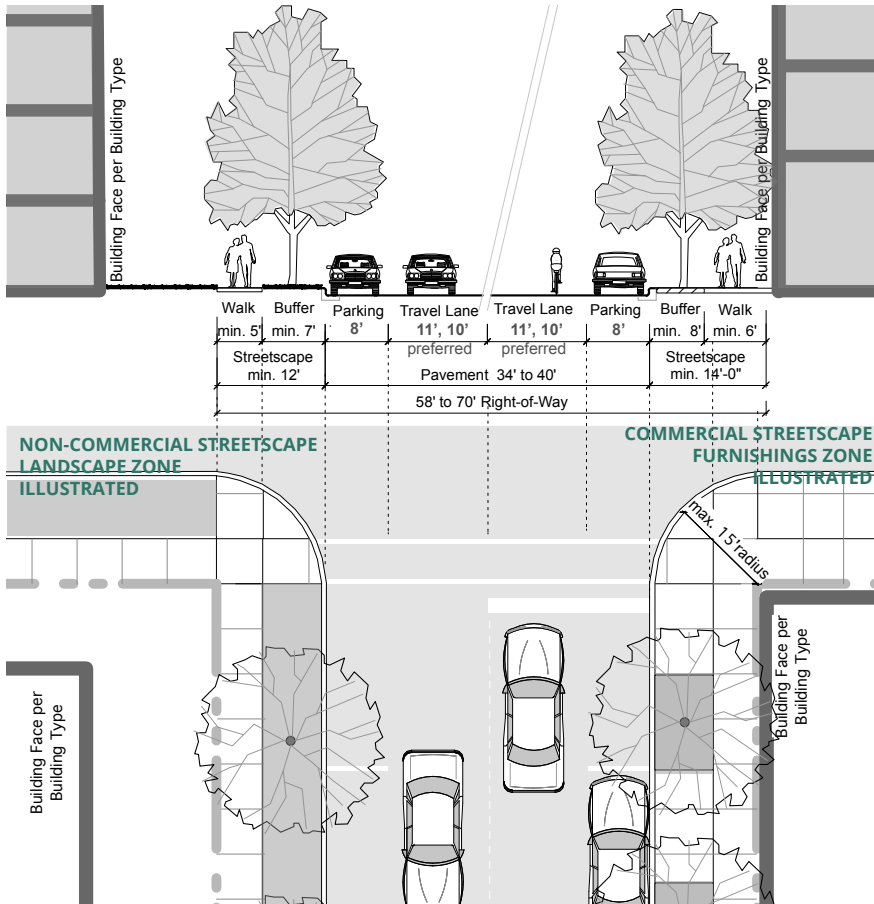 Building Face per Building Type
Building Face per Building Type
Walk
min. 5'
Buffer
min. 7'
Parking
8’
Travel Lane
11’, 10’
preferred
Travel Lane
11’, 10’
preferred
Parking
8’
Buffer
min. 8'
Walk
min. 6'
Streetscape
min. 12'
Pavement 34' to 40'
Streetscape
min. 14'-0"
58' to 70' Right-of-Way
NON-COMMERCIAL STREETSCAPE
LANDSCAPE ZONE
ILLUSTRATED
COMMERCIAL STREETSCAPE
FURNISHINGS ZONE
ILLUSTRATED
max. 15'radius
Building Face per
Building Type
Building Face per
Building Type